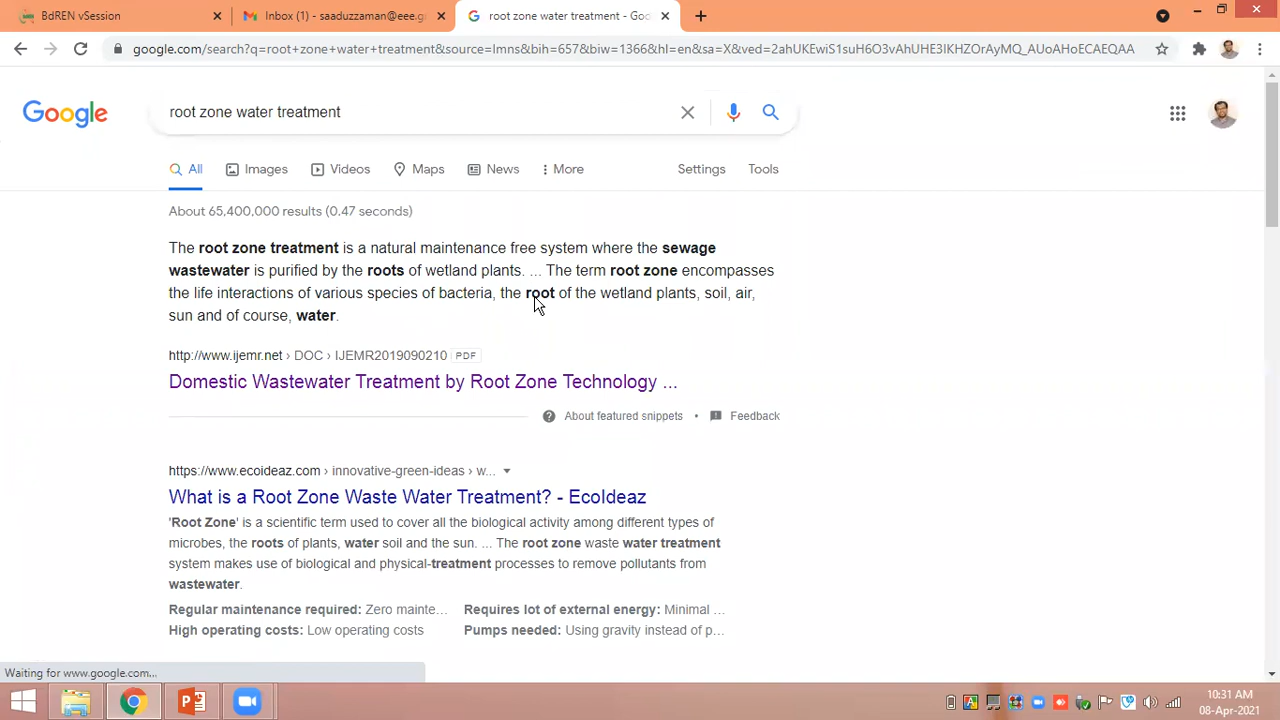 BdREN vSession
Inbox (1) - saaduzzaman@eee.g
root zone water treatment - Goo
google.com/search?q=root+zone+water+treatment&source=lmns&bih=657&biw=1366&hl=en&sa=X&ved=2ahUKEwiS1suH6O3vAhUHE3IKHZOrAyMQ_AUoAHoECAEQAA
Google
root zone water treatment
All
Images
Videos
Maps
News
More
Settings
Tools
About 65,400,000 results (0.47 seconds)
The root zone treatment is a natural maintenance free system where the sewage
wastewater is purified by the roots of wetland plants. ... The term root zone encompasses
the life interactions of various species of bacteria, the root of the wetland plants, soil, air,
sun and of course, water.
http://www.ijemr.net › DOC › IJEMR2019090210 PDF
Domestic Wastewater Treatment by Root Zone Technology ...
About featured snippets • Feedback
https://www.ecoideaz.com › innovative-green-ideas › w...
What is a Root Zone Waste Water Treatment? - EcoIdeaz
'Root Zone' is a scientific term used to cover all the biological activity among different types of
microbes, the roots of plants, water soil and the sun. ... The root zone waste water treatment
system makes use of biological and physical-treatment processes to remove pollutants from
wastewater.
Regular maintenance required: Zero mainte... Requires lot of external energy: Minimal ...
High operating costs: Low operating costs Pumps needed: Using gravity instead of p...
Waiting for www.google.com...
10:31 AM
08-Apr-2021